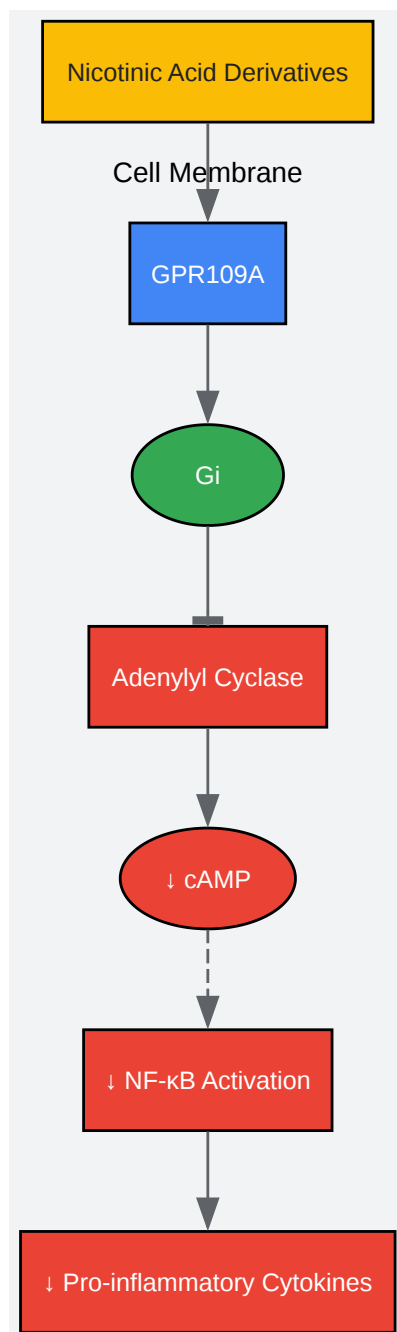 Nicotinic Acid Derivatives
Cell Membrane
GPR109A
Gi
Adenylyl Cyclase
↓ cAMP
↓ NF-κB Activation
↓ Pro-inflammatory Cytokines